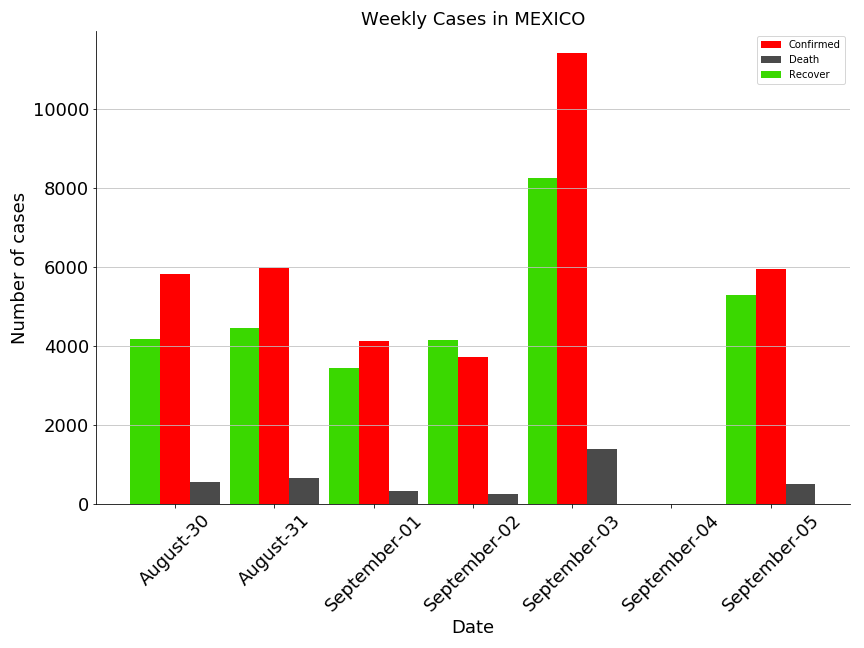 Weekly Cases in MEXICO
Confirmed
Death
Recover
Number of cases
10000
8000
6000
4000
2000
0
August-30
August-31
September-01
September-02
September-03
September-04
September-05
Date